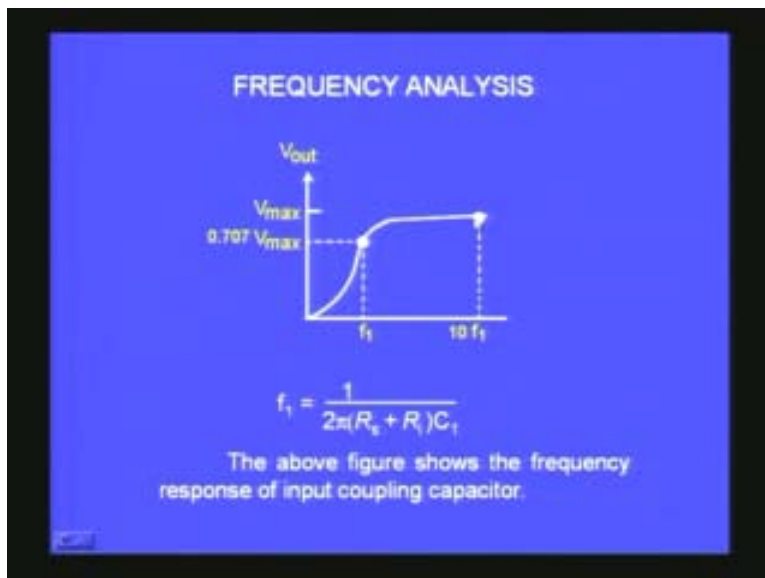 FREQUENCY ANALYSIS
Vout
Vmax
0.707 Vmax
f₁
10 f₁
f₁ = 1 / 2π(Rs + Ri)C₁
The above figure shows the frequency
response of input coupling capacitor.